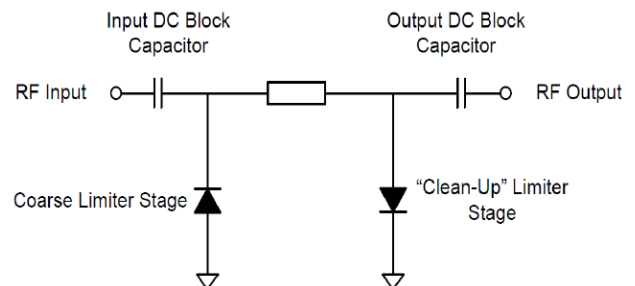 Input DC Block
Capacitor
Output DC Block
Capacitor
RF Input
RF Output
Coarse Limiter Stage
“Clean-Up” Limiter
Stage